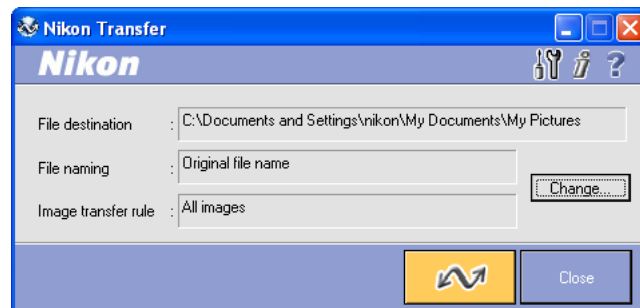 Nikon Transfer
Nikon
?
File destination : C:\Documents and Settings\nikon\My Documents\My Pictures
File naming : Original file name
Change...
Image transfer rule : All images
Close